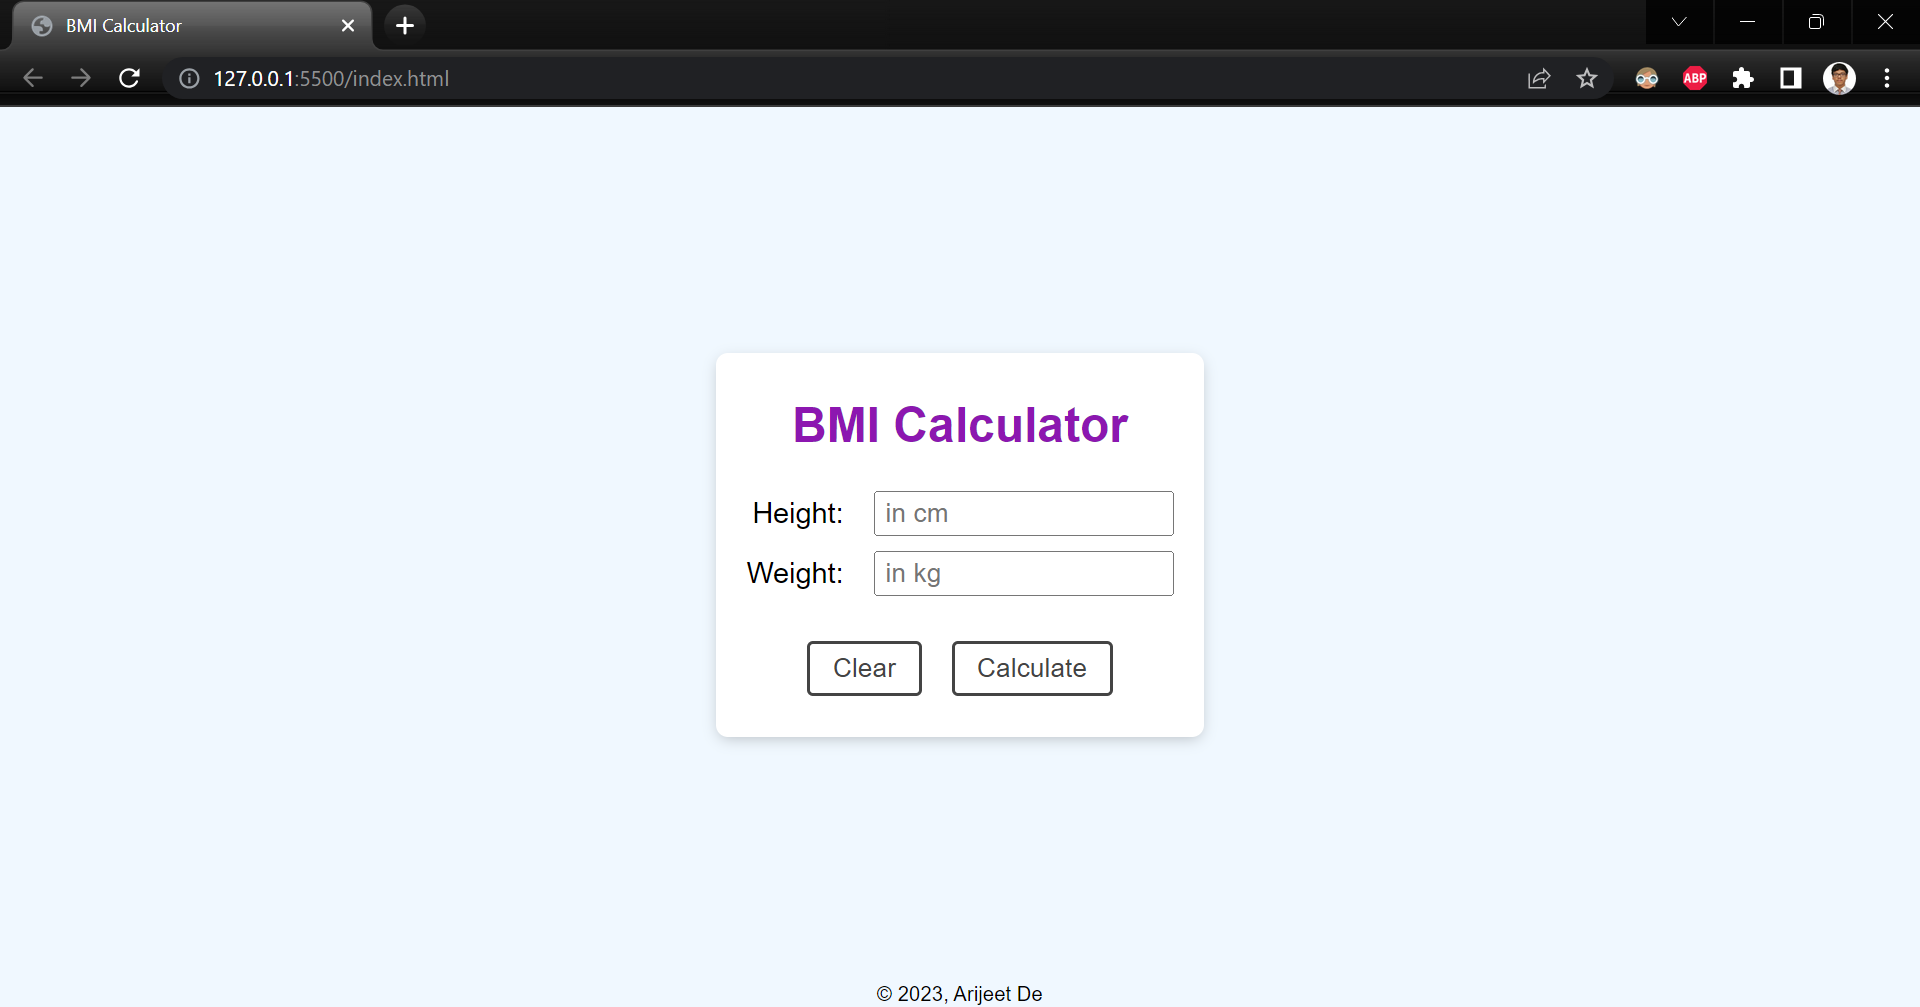 BMI Calculator
127.0.0.1:5500/index.html
ABP
BMI Calculator
Height: in cm
Weight: in kg
Clear Calculate
© 2023, Arijeet De